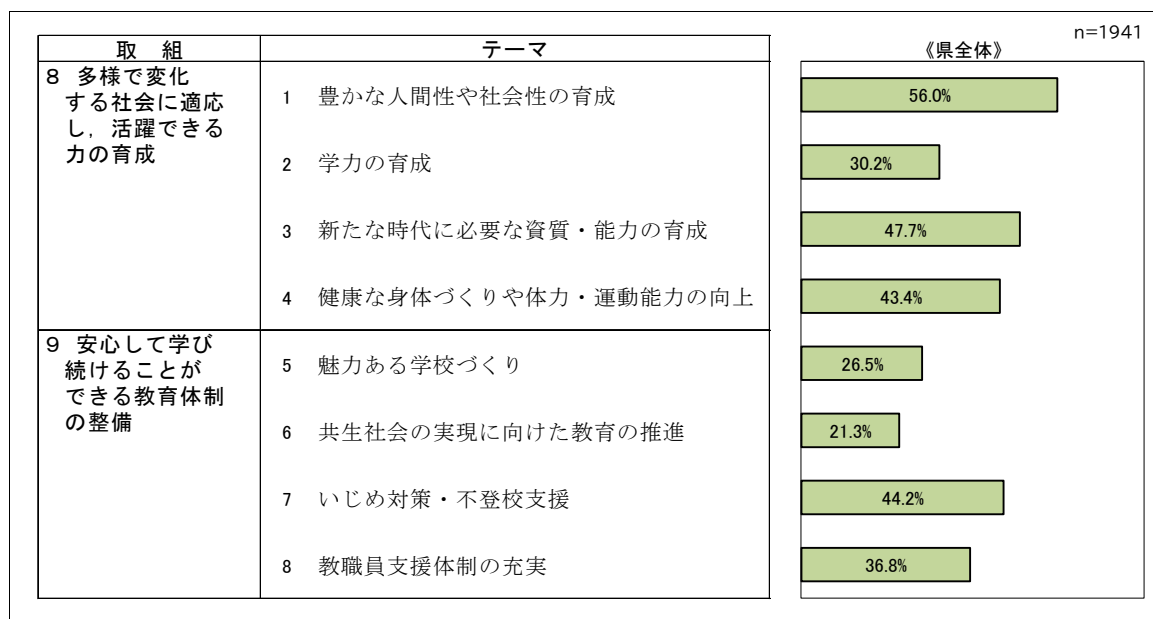 n=1941
取 組 テーマ 《県全体》
8 多様で変化
する社会に適応
し，活躍できる
力の育成
1 豊かな人間性や社会性の育成 56.0%
2 学力の育成 30.2%
3 新たな時代に必要な資質・能力の育成 47.7%
4 健康な身体づくりや体力・運動能力の向上 43.4%
9 安心して学び
続けることが
できる教育体制
の整備
5 魅力ある学校づくり 26.5%
6 共生社会の実現に向けた教育の推進 21.3%
7 いじめ対策・不登校支援 44.2%
8 教職員支援体制の充実 36.8%